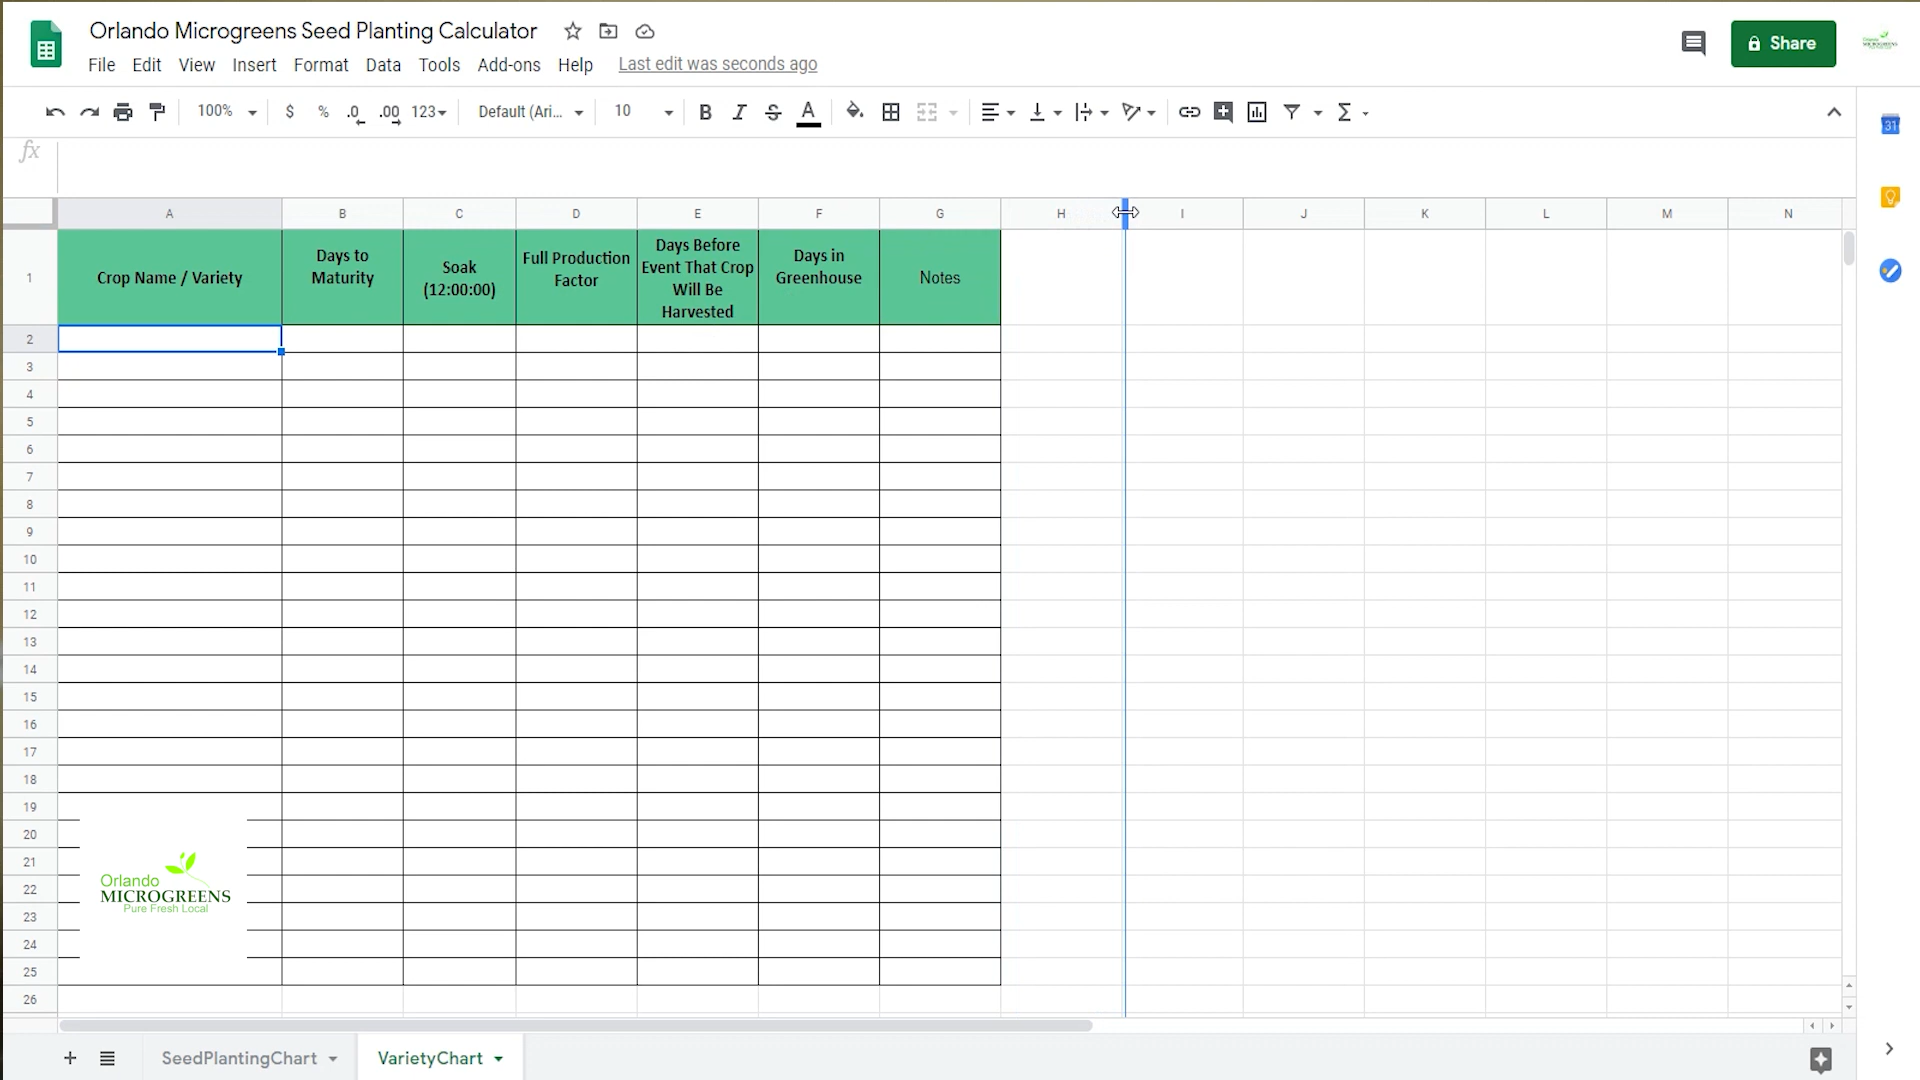 Orlando Microgreens Seed Planting Calculator
Share
File Edit View Insert Format Data Tools Add-ons Help Last edit was seconds ago
100% $ % .0 .00 123 Default (Ari... 10 B I S A
31
fx
A B C D E F G H I J K L M N
1
Crop Name / Variety
Days to
Maturity
Soak
(12:00:00)
Full Production
Factor
Days Before
Event That Crop
Will Be
Harvested
Days in
Greenhouse
Notes
2
3
4
5
6
7
8
9
10
11
12
13
14
15
16
17
18
19
20
21
22
23
24
25
26
Orlando
MICROGREENS
Pure Fresh Local
SeedPlantingChart VarietyChart